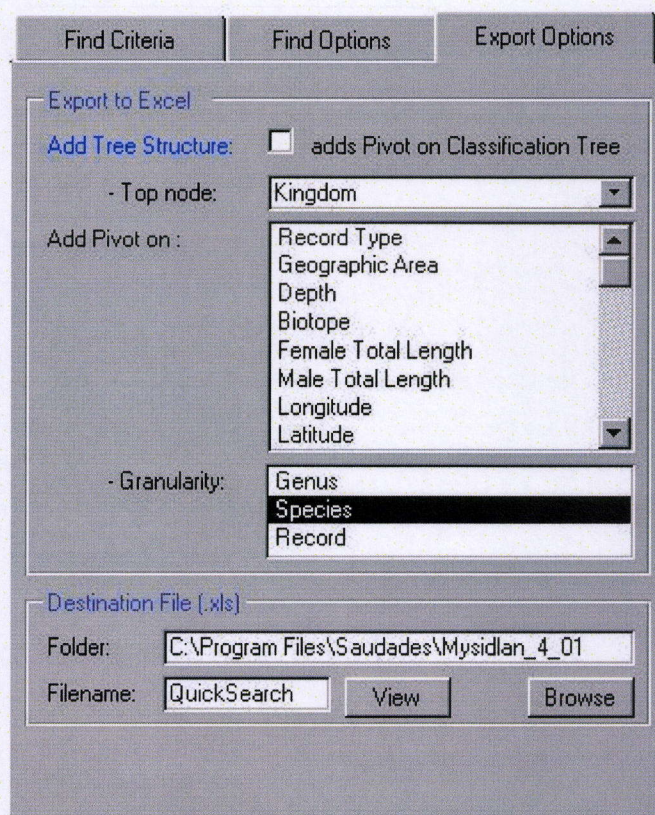 Find Criteria Find Options Export Options
Export to Excel
Add Tree Structure: adds Pivot on Classification Tree
- Top node: Kingdom
Add Pivot on : Record Type
Geographic Area
Depth
Biotope
Female Total Length
Male Total Length
Longitude
Latitude
- Granularity: Genus
Species
Record
Destination File (.xls)
Folder: C:\Program Files\Saudades\Mysidlan_4_01
Filename: QuickSearch View Browse